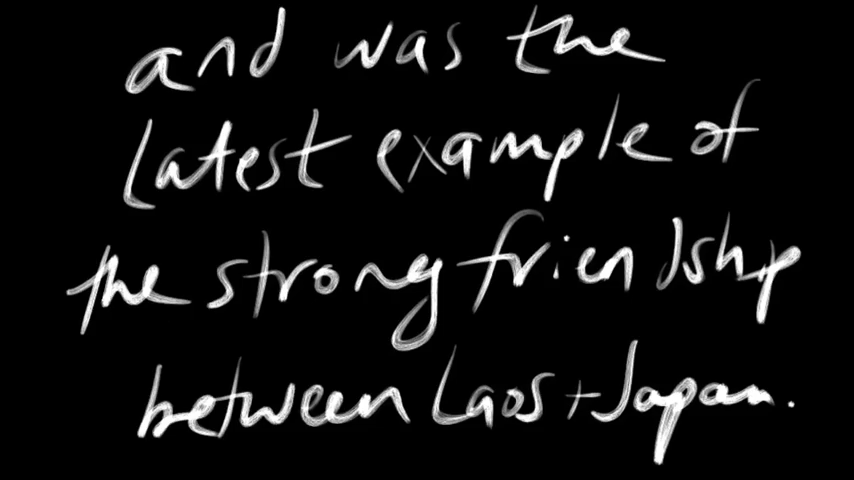 and was the
latest example of
the strong friendship
between Laos + Japan.